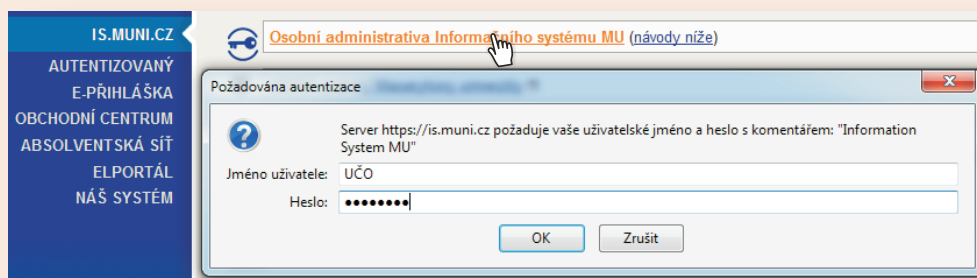 IS.MUNI.CZ
AUTENTIZOVANÝ
E-PŘIHLÁŠKA
OBCHODNÍ CENTRUM
ABSOLVENTSKÁ SÍŤ
ELPORTÁL
NÁŠ SYSTÉM
Osobní administrativa Informačního systému MU (návody níže)
Požadována autentizace
Server https://is.muni.cz požaduje vaše uživatelské jméno a heslo s komentářem: "Information
System MU"
Jméno uživatele: UČO
Heslo: ••••••••
OK Zrušit